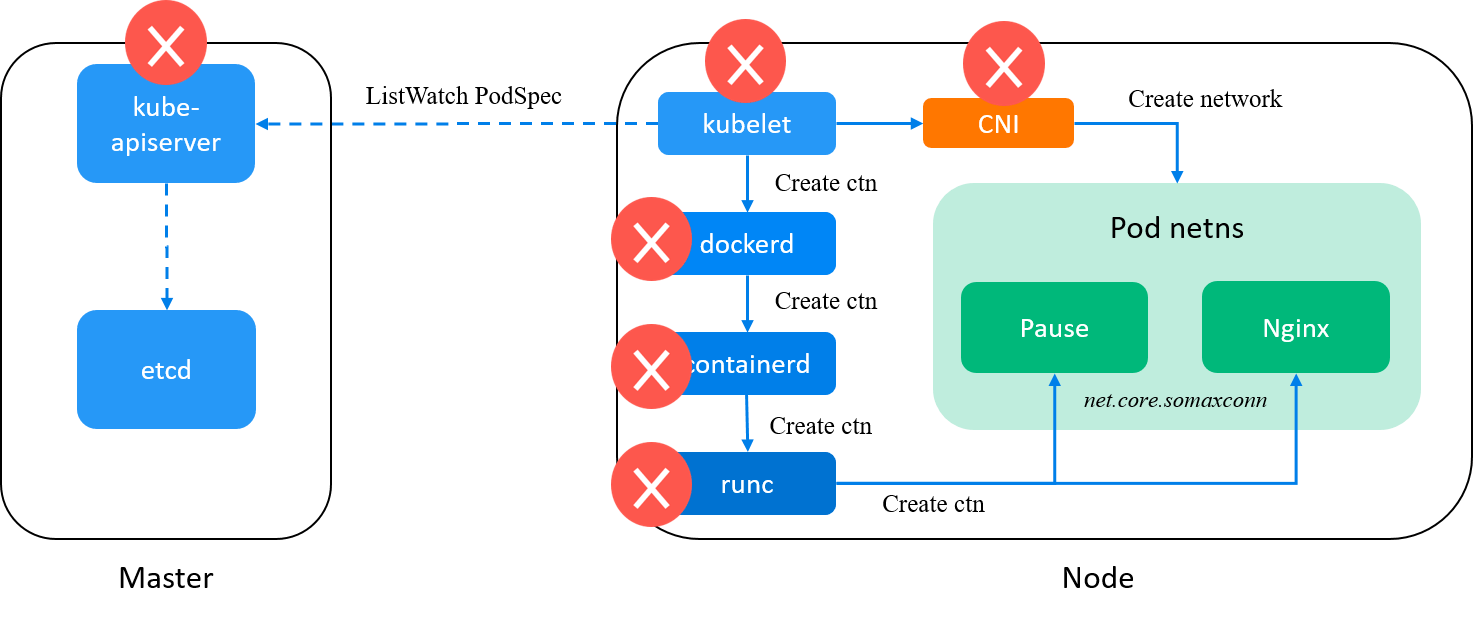 kube-
apiserver
ListWatch PodSpec
kubelet
CNI
Create network
Create ctn
dockerd
Pod netns
Create ctn
Pause
Nginx
etcd
containerd
net.core.somaxconn
Create ctn
runc
Create ctn
Master
Node